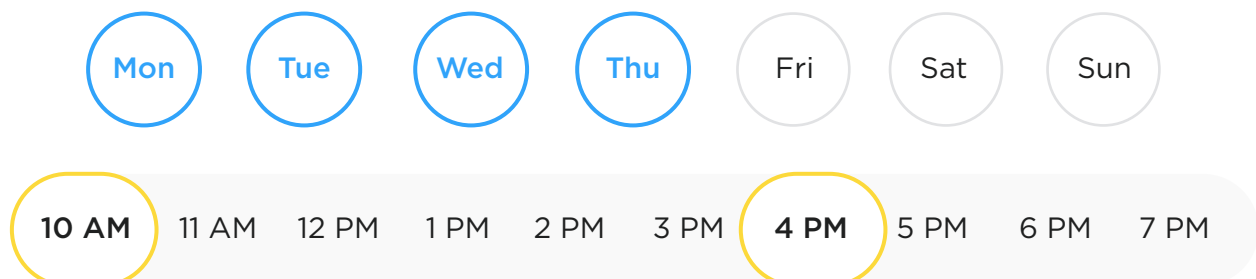 Mon Tue Wed Thu Fri Sat Sun
10 AM 11 AM 12 PM 1 PM 2 PM 3 PM 4 PM 5 PM 6 PM 7 PM